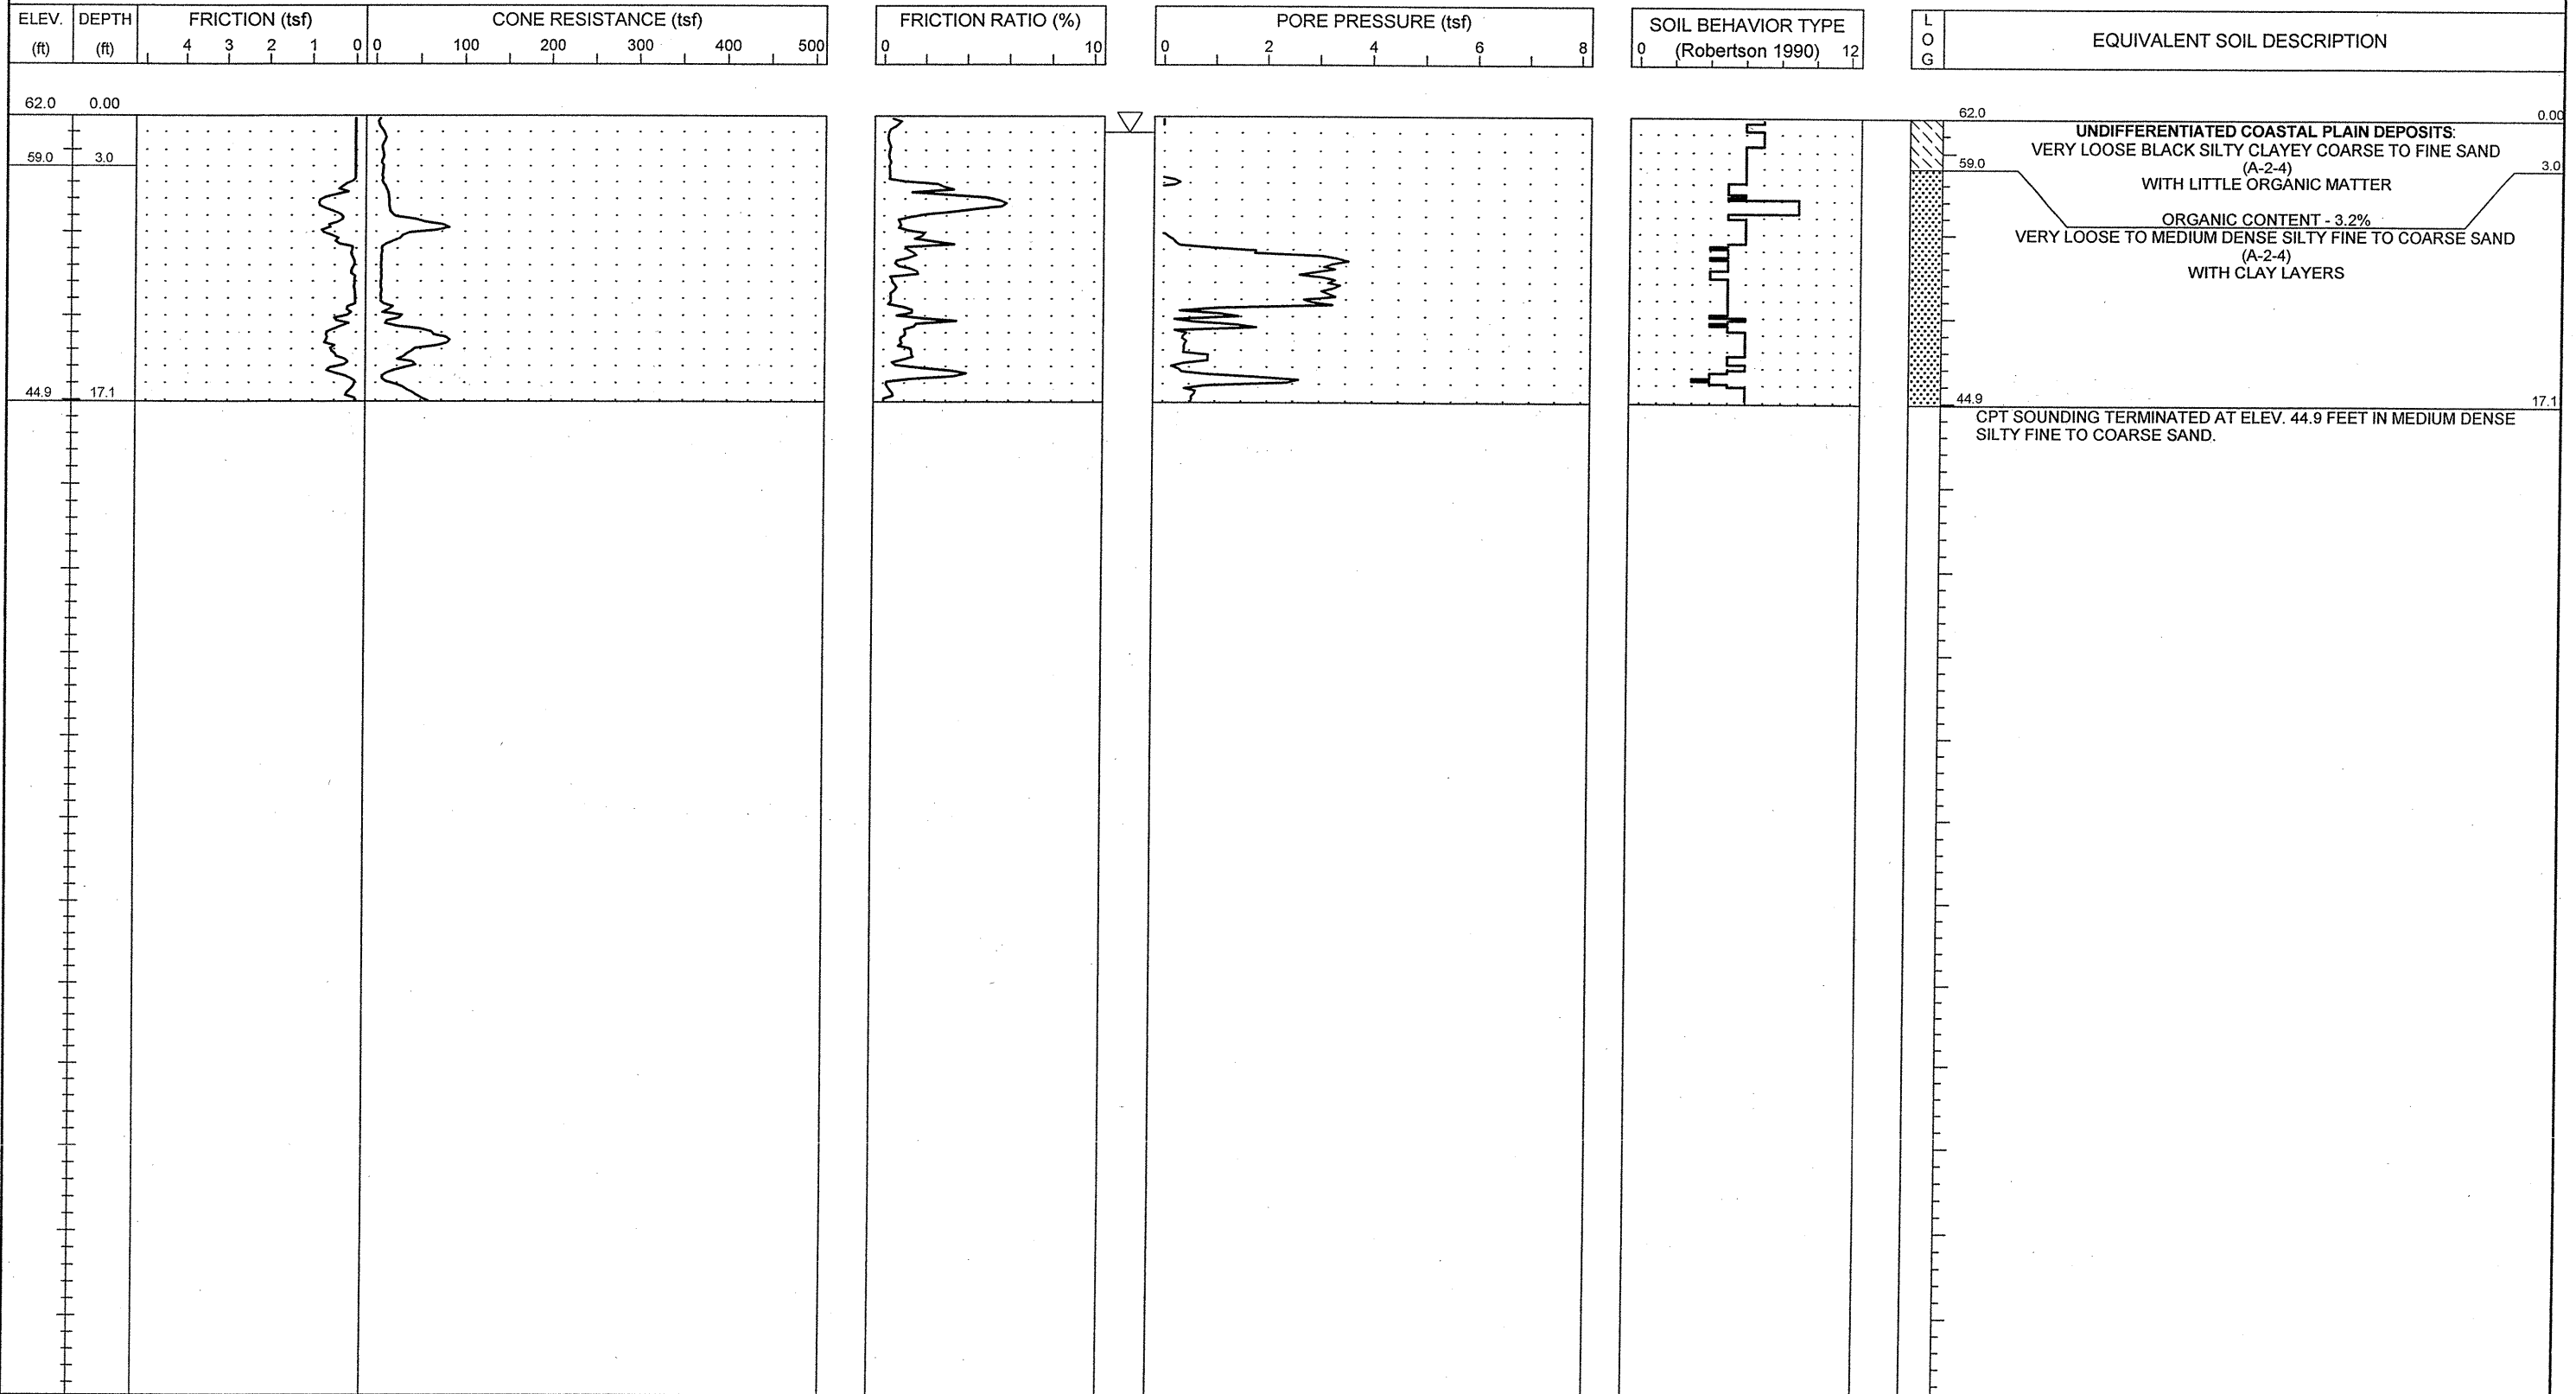 ELEV. DEPTH FRICTION (tsf) CONE RESISTANCE (tsf) FRICTION RATIO (%) PORE PRESSURE (tsf) SOIL BEHAVIOR TYPE L O G EQUIVALENT SOIL DESCRIPTION
(ft) (ft) 4 3 2 1 0 0 100 200 300 400 500 0 10 0 2 4 6 8 0 (Robertson 1990) 12
62.0 0.00
62.0 0.00
UNDIFFERENTIATED COASTAL PLAIN DEPOSITS:
VERY LOOSE BLACK SILTY CLAYEY COARSE TO FINE SAND
59.0 3.0 59.0 (A-2-4) 3.0
WITH LITTLE ORGANIC MATTER
ORGANIC CONTENT - 3.2%
VERY LOOSE TO MEDIUM DENSE SILTY FINE TO COARSE SAND
(A-2-4)
WITH CLAY LAYERS
44.9 17.1 44.9 17.1
CPT SOUNDING TERMINATED AT ELEV. 44.9 FEET IN MEDIUM DENSE
SILTY FINE TO COARSE SAND.